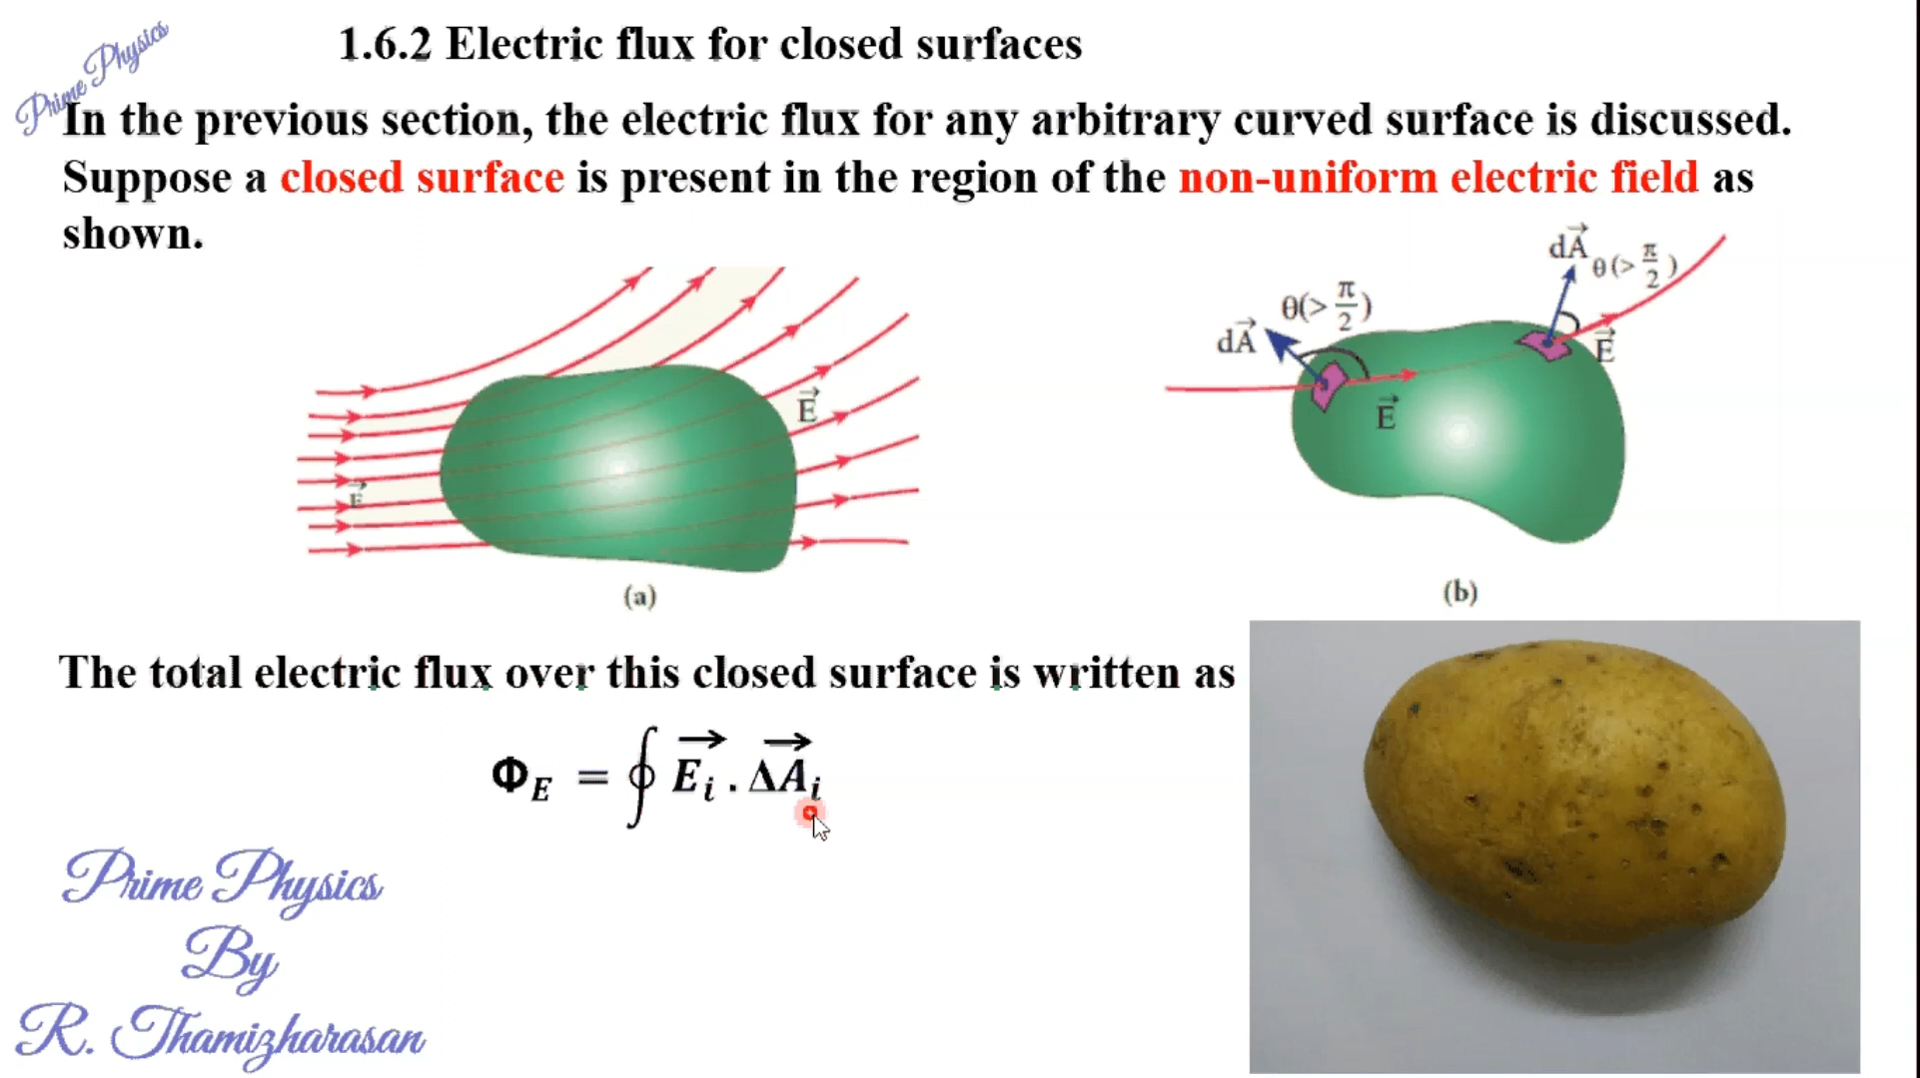 Prime Physics
1.6.2 Electric flux for closed surfaces
In the previous section, the electric flux for any arbitrary curved surface is discussed.
Suppose a closed surface is present in the region of the non-uniform electric field as
shown.
E⃗
E⃗
(a)
dA⃗
θ(>π/2)
E⃗
dA⃗
θ(>π/2)
E⃗
(b)
The total electric flux over this closed surface is written as
Φ_E = ∮ E⃗_i . ΔA⃗_i
Prime Physics
By
R. Thamizharasan